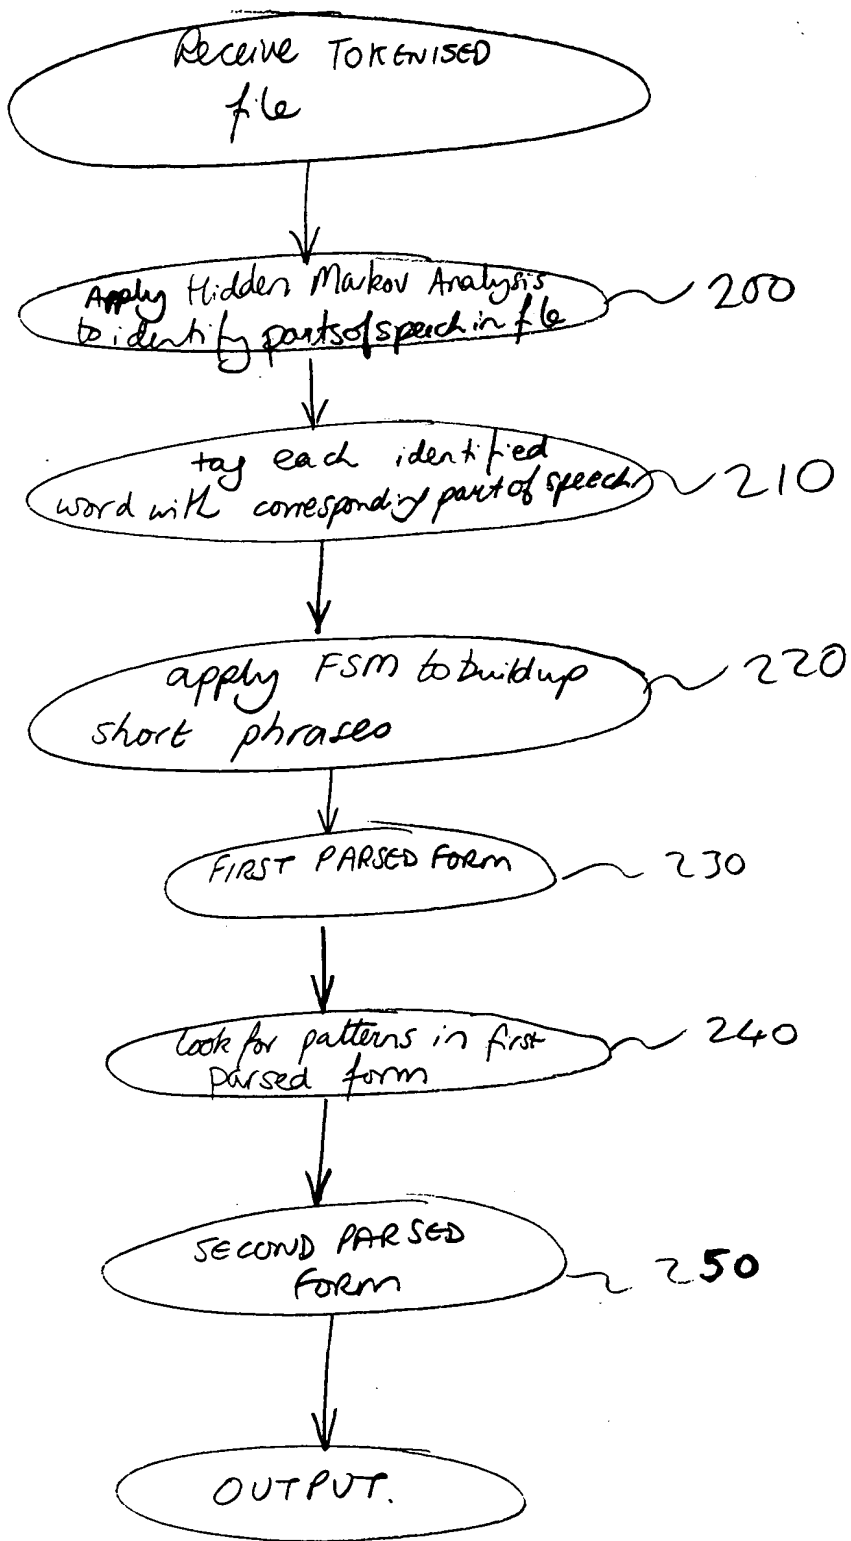 Receive TOKENISED
file
Apply Hidden Markov Analysis
to identify parts of speech in file
200
tag each identified
word with corresponding part of speech
210
apply FSM to build up
short phrases
220
FIRST PARSED FORM
230
look for patterns in first
parsed form
240
SECOND PARSED
FORM
250
OUTPUT.